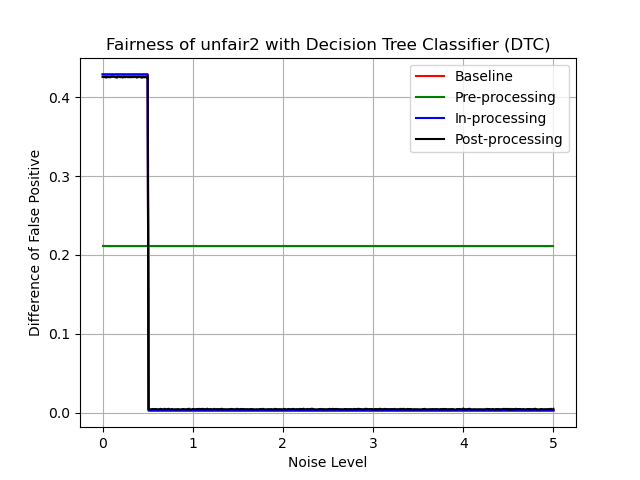 Fairness of unfair2 with Decision Tree Classifier (DTC)
Difference of False Positive
0.4
0.3
0.2
0.1
0.0
Baseline
Pre-processing
In-processing
Post-processing
0 1 2 3 4 5
Noise Level